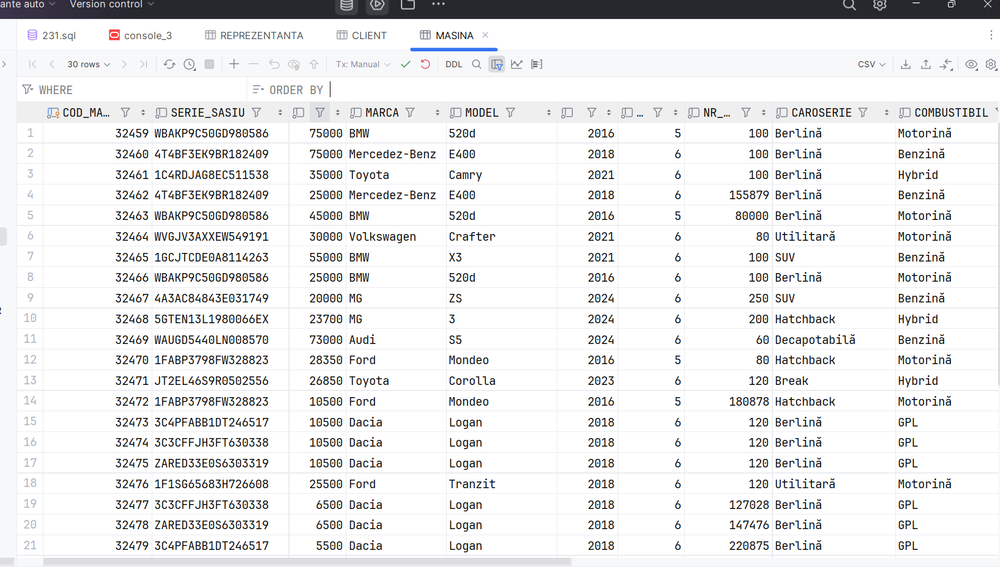 ante auto Version control
231.sql console_3 REPREZENTANTA CLIENT MASINA
30 rows Tx: Manual DDL CSV
WHERE ORDER BY
COD_MA... SERIE_SASIU MARCA MODEL ... NR_... CAROSERIE COMBUSTIBIL
1 32459 WBAKP9C50GD980586 75000 BMW 520d 2016 5 100 Berlină Motorină
2 32460 4T4BF3EK9BR182409 75000 Mercedez-Benz E400 2018 6 100 Berlină Benzină
3 32461 1C4RDJAG8EC511538 35000 Toyota Camry 2021 6 100 Berlină Hybrid
4 32462 4T4BF3EK9BR182409 25000 Mercedez-Benz E400 2018 6 155879 Berlină Benzină
5 32463 WBAKP9C50GD980586 45000 BMW 520d 2016 5 80000 Berlină Motorină
6 32464 WVGJV3AXXEW549191 30000 Volkswagen Crafter 2021 6 80 Utilitară Motorină
7 32465 1GCJTCDE0A8114263 55000 BMW X3 2021 6 100 SUV Benzină
8 32466 WBAKP9C50GD980586 25000 BMW 520d 2016 6 100 Berlină Motorină
9 32467 4A3AC84843E031749 20000 MG ZS 2024 6 250 SUV Benzină
10 32468 5GTEN13L1980066EX 23700 MG 3 2024 6 200 Hatchback Hybrid
11 32469 WAUGD5440LN008570 73000 Audi S5 2024 6 60 Decapotabilă Benzină
12 32470 1FABP3798FW328823 28350 Ford Mondeo 2016 5 80 Hatchback Motorină
13 32471 JT2EL46S9R0502556 26850 Toyota Corolla 2023 6 120 Break Hybrid
14 32472 1FABP3798FW328823 10500 Ford Mondeo 2016 5 180878 Hatchback Motorină
15 32473 3C4PFABB1DT246517 10500 Dacia Logan 2018 6 120 Berlină GPL
16 32474 3C3CFFJH3FT630338 10500 Dacia Logan 2018 6 120 Berlină GPL
17 32475 ZARED33E0S6303319 10500 Dacia Logan 2018 6 120 Berlină GPL
18 32476 1F1SG65683H726608 25500 Ford Tranzit 2018 6 120 Utilitară Motorină
19 32477 3C3CFFJH3FT630338 6500 Dacia Logan 2018 6 127028 Berlină GPL
20 32478 ZARED33E0S6303319 6500 Dacia Logan 2018 6 147476 Berlină GPL
21 32479 3C4PFABB1DT246517 5500 Dacia Logan 2018 6 220875 Berlină GPL